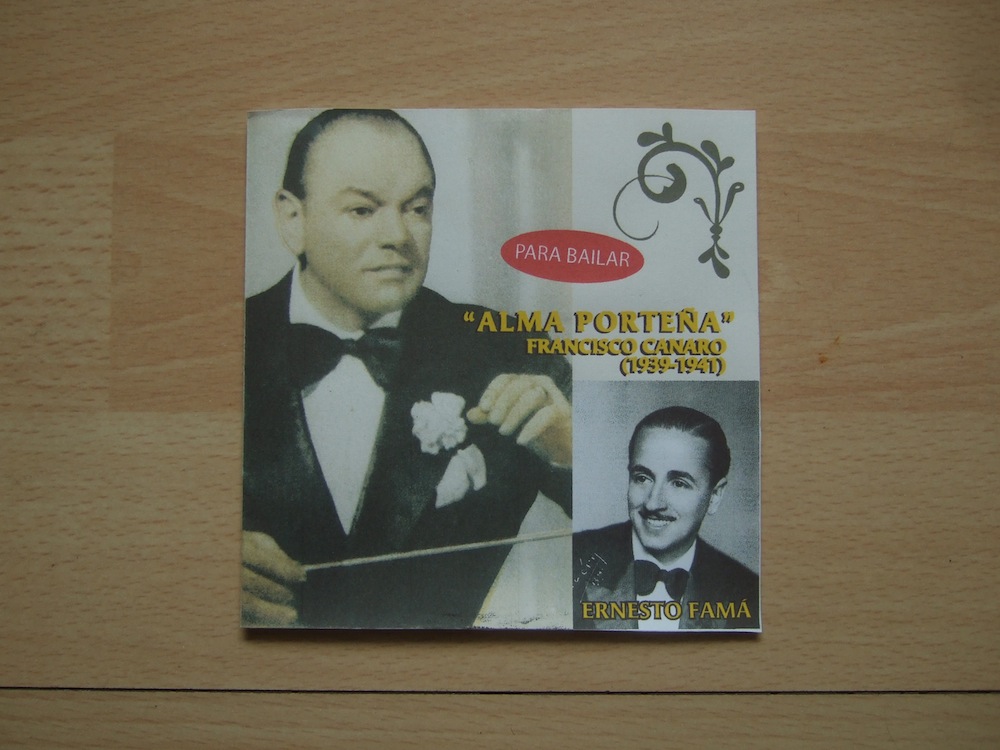 PARA BAILAR
“ALMA PORTEÑA”
FRANCISCO CANARO
(1939-1941)
ERNESTO FAMÁ